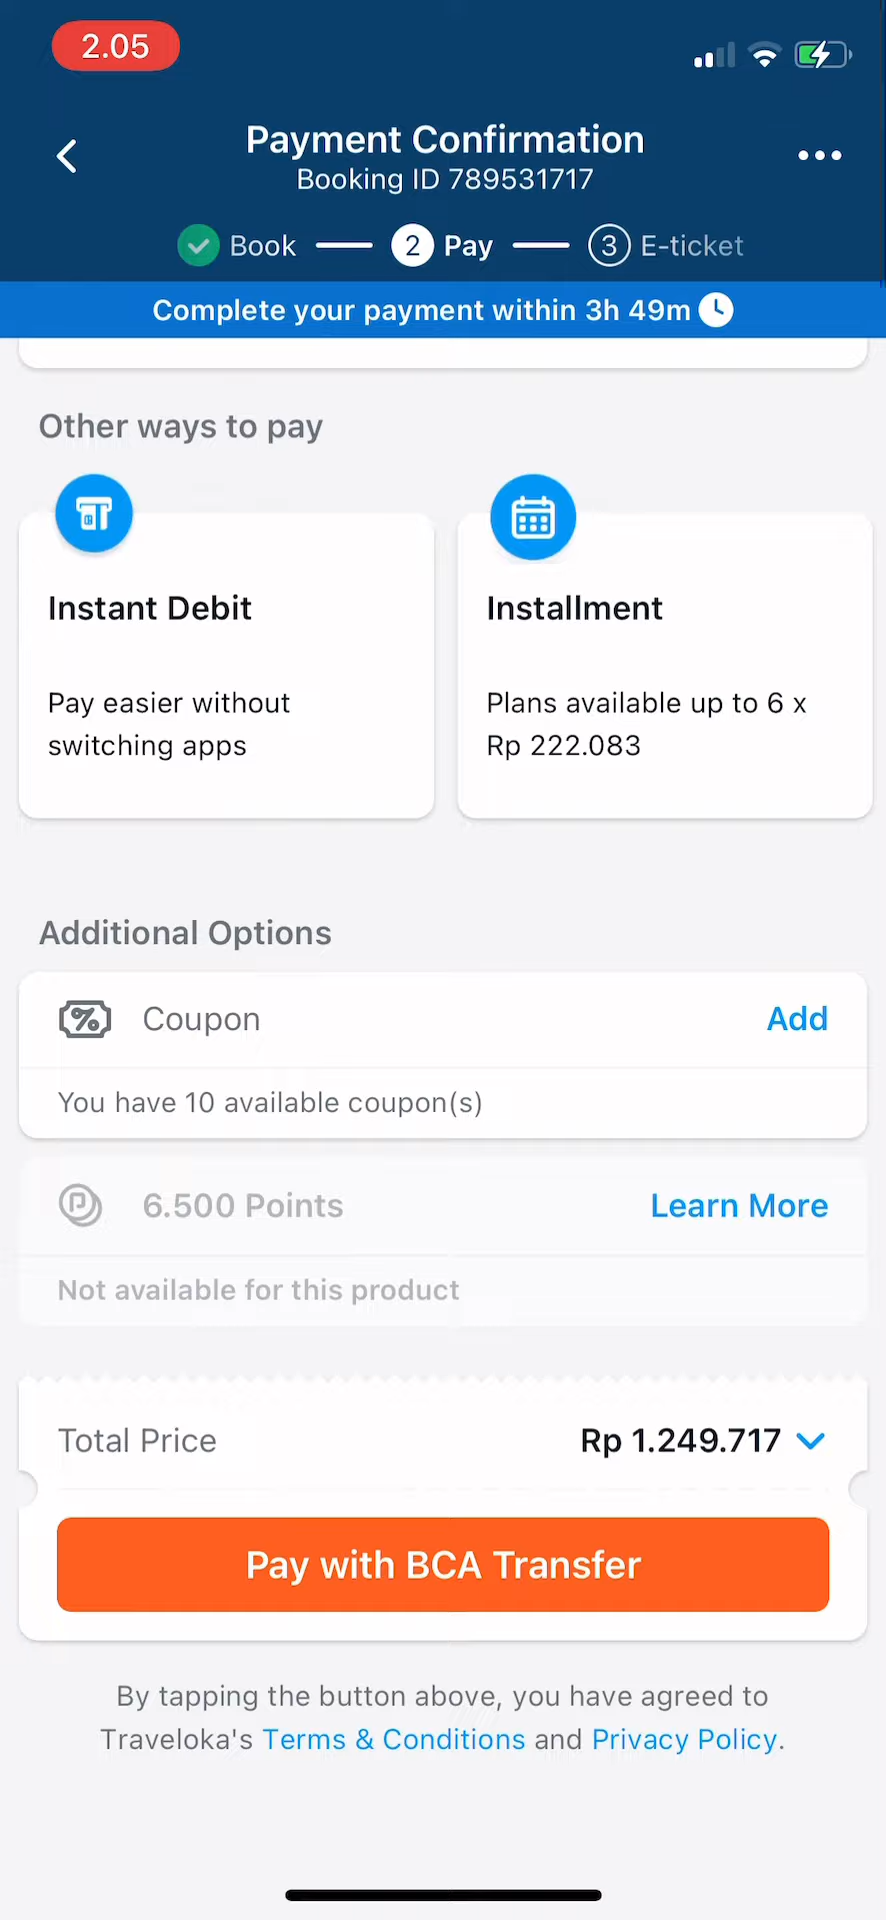 2.05
Payment Confirmation
Booking ID 789531717
Book
2 Pay
3 E-ticket
Complete your payment within 3h 49m
Other ways to pay
Instant Debit
Pay easier without
switching apps
Installment
Plans available up to 6 x
Rp 222.083
Additional Options
Coupon
Add
You have 10 available coupon(s)
6.500 Points
Learn More
Not available for this product
Total Price
Rp 1.249.717
Pay with BCA Transfer
By tapping the button above, you have agreed to
Traveloka's Terms & Conditions and Privacy Policy.